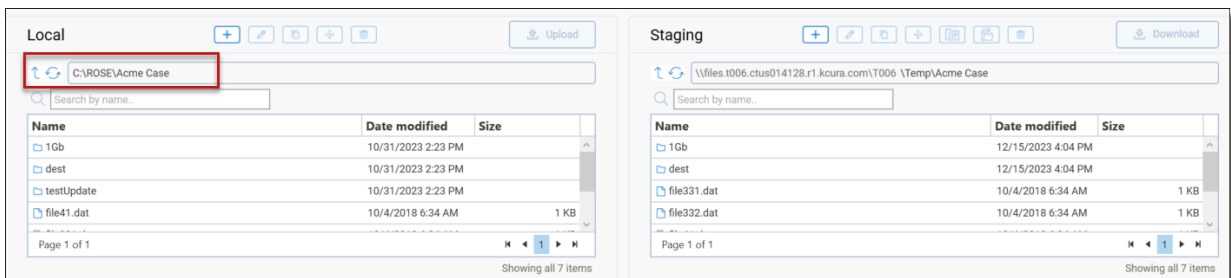 Local
Upload
C:\ROSE\Acme Case
Search by name..
Name Date modified Size
1Gb 10/31/2023 2:23 PM
dest 10/31/2023 2:23 PM
testUpdate 10/31/2023 2:23 PM
file41.dat 10/4/2018 6:34 AM 1 KB
Page 1 of 1 1
Showing all 7 items
Staging
Download
\\files.t006.ctus014128.r1.kcura.com\T006 \Temp\Acme Case
Search by name..
Name Date modified Size
1Gb 12/15/2023 4:04 PM
dest 12/15/2023 4:04 PM
file331.dat 10/4/2018 6:34 AM 1 KB
file332.dat 10/4/2018 6:34 AM 1 KB
Page 1 of 1 1
Showing all 7 items